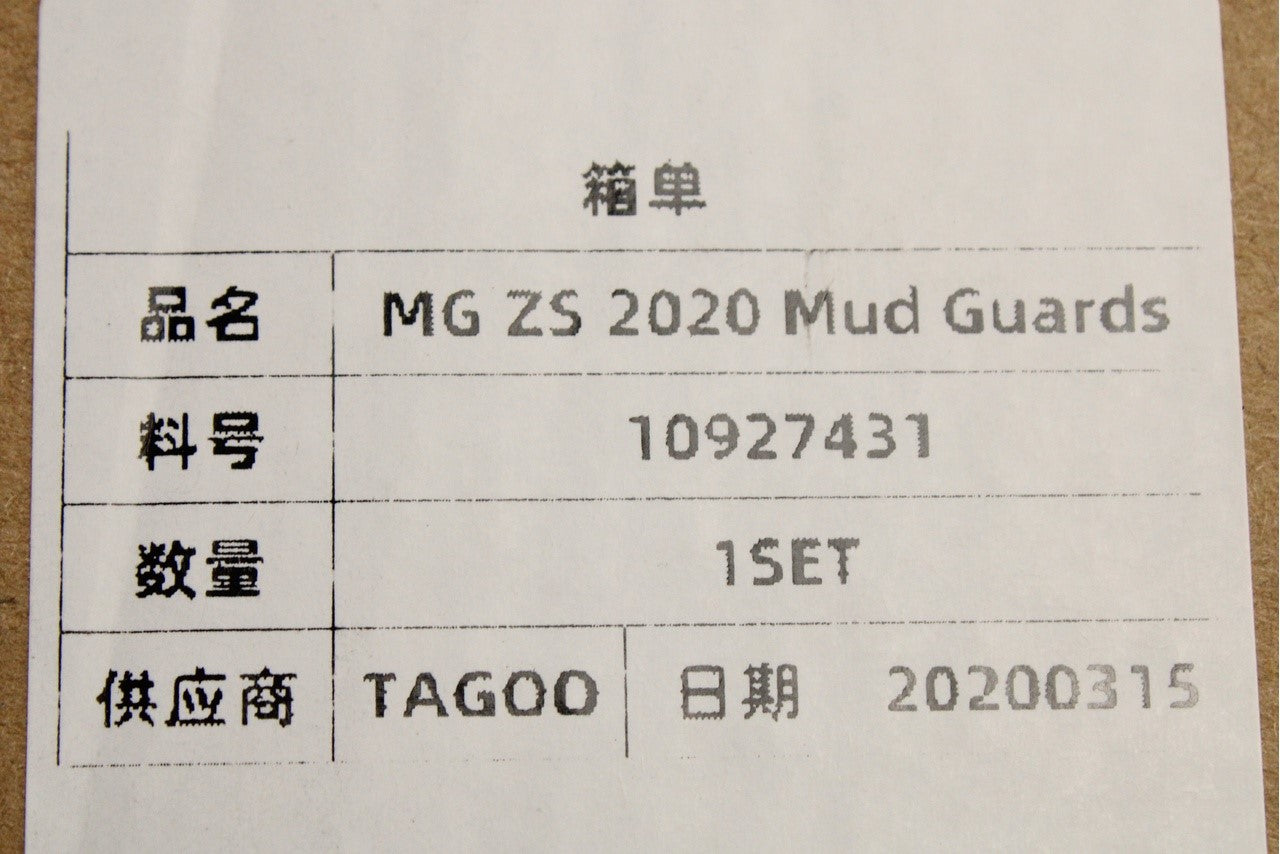 箱单
品名 MG ZS 2020 Mud Guards
料号 10927431
数量 1SET
供应商 TAGOO 日期 20200315